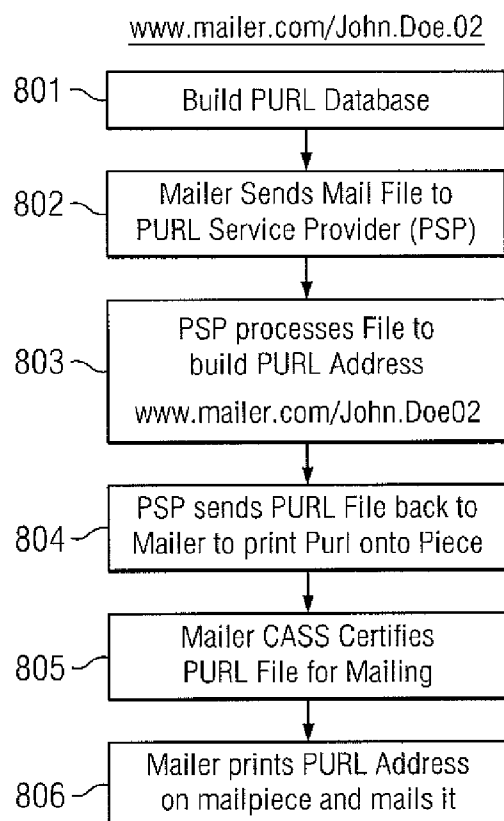 www.mailer.com/John.Doe.02
801
Build PURL Database
802
Mailer Sends Mail File to
PURL Service Provider (PSP)
803
PSP processes File to
build PURL Address
www.mailer.com/John.Doe02
804
PSP sends PURL File back to
Mailer to print Purl onto Piece
805
Mailer CASS Certifies
PURL File for Mailing
806
Mailer prints PURL Address
on mailpiece and mails it